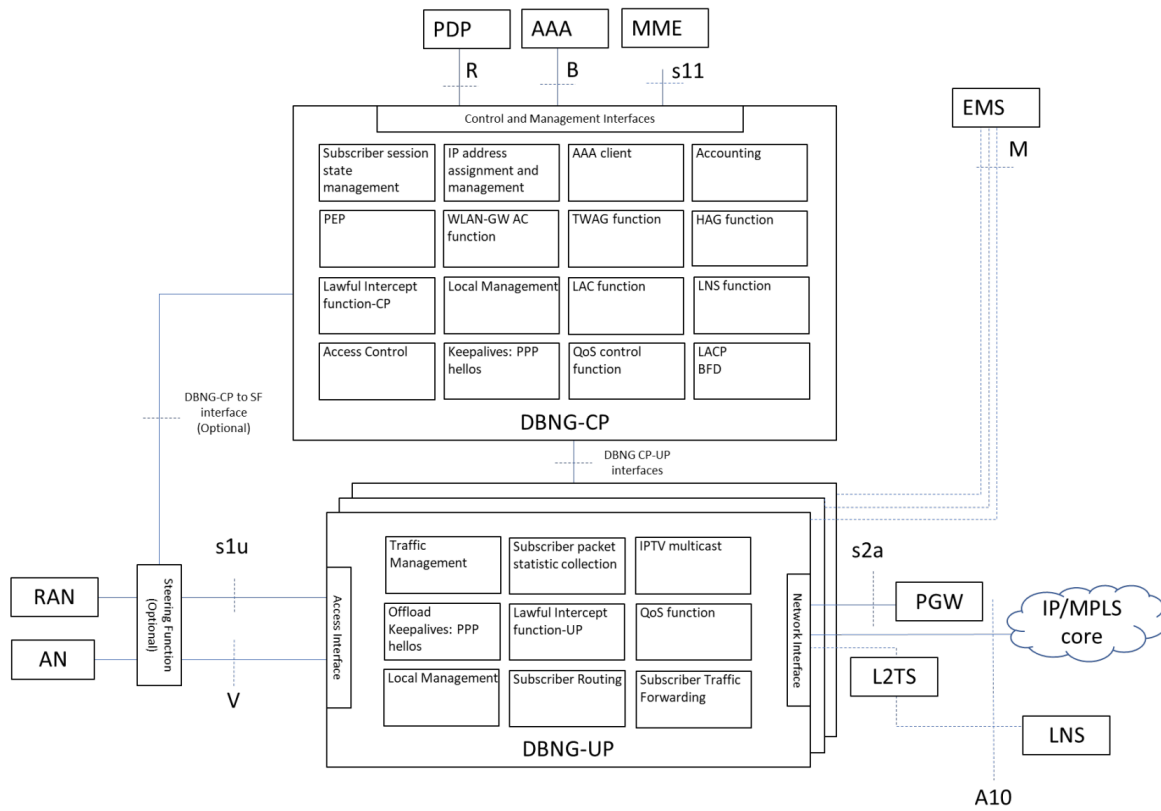 PDP
AAA
MME
R
B
s11
EMS
M
Control and Management Interfaces
Subscriber session
state
management
IP address
assignment and
management
AAA client
Accounting
PEP
WLAN-GW AC
function
TWAG function
HAG function
Lawful Intercept
function-CP
Local Management
LAC function
LNS function
Access Control
Keepalives: PPP
hellos
QoS control
function
LACP
BFD
DBNG-CP
DBNG-CP to SF
interface
(Optional)
DBNG CP-UP
interfaces
s1u
s2a
RAN
AN
Steering Function
(Optional)
V
Access Interface
Traffic
Management
Subscriber packet
statistic collection
IPTV multicast
Offload
Keepalives: PPP
hellos
Lawful Intercept
function-UP
QoS function
Local Management
Subscriber Routing
Subscriber Traffic
Forwarding
DBNG-UP
Network Interface
PGW
IP/MPLS
core
L2TS
LNS
A10